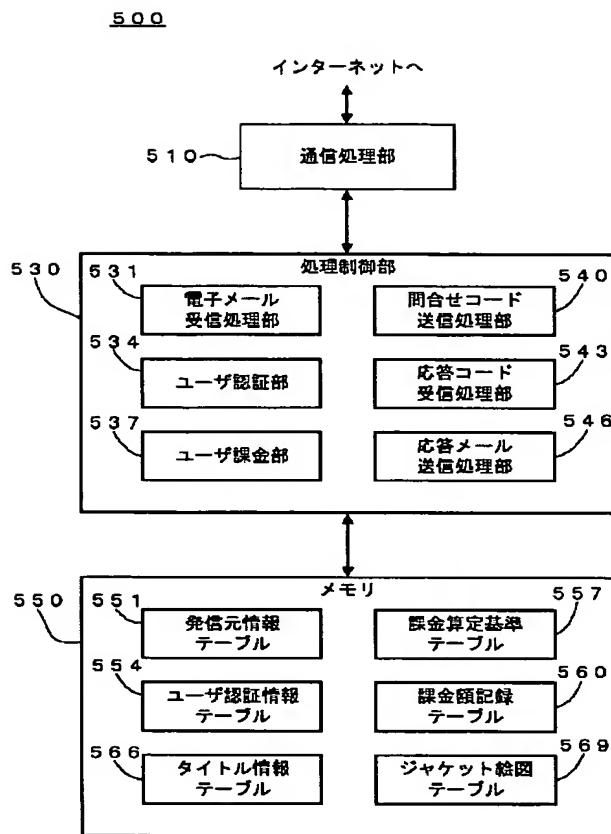 ５００
インターネットへ
５１０
通信処理部
５３０
処理制御部
５３１
電子メール
受信処理部
５４０
問合せコード
送信処理部
５３４
ユーザ認証部
５４３
応答コード
受信処理部
５３７
ユーザ課金部
５４６
応答メール
送信処理部
５５０
メモリ
５５１
発信元情報
テーブル
５５７
課金算定基準
テーブル
５５４
ユーザ認証情報
テーブル
５６０
課金額記録
テーブル
５６６
タイトル情報
テーブル
５６９
ジャケット絵図
テーブル